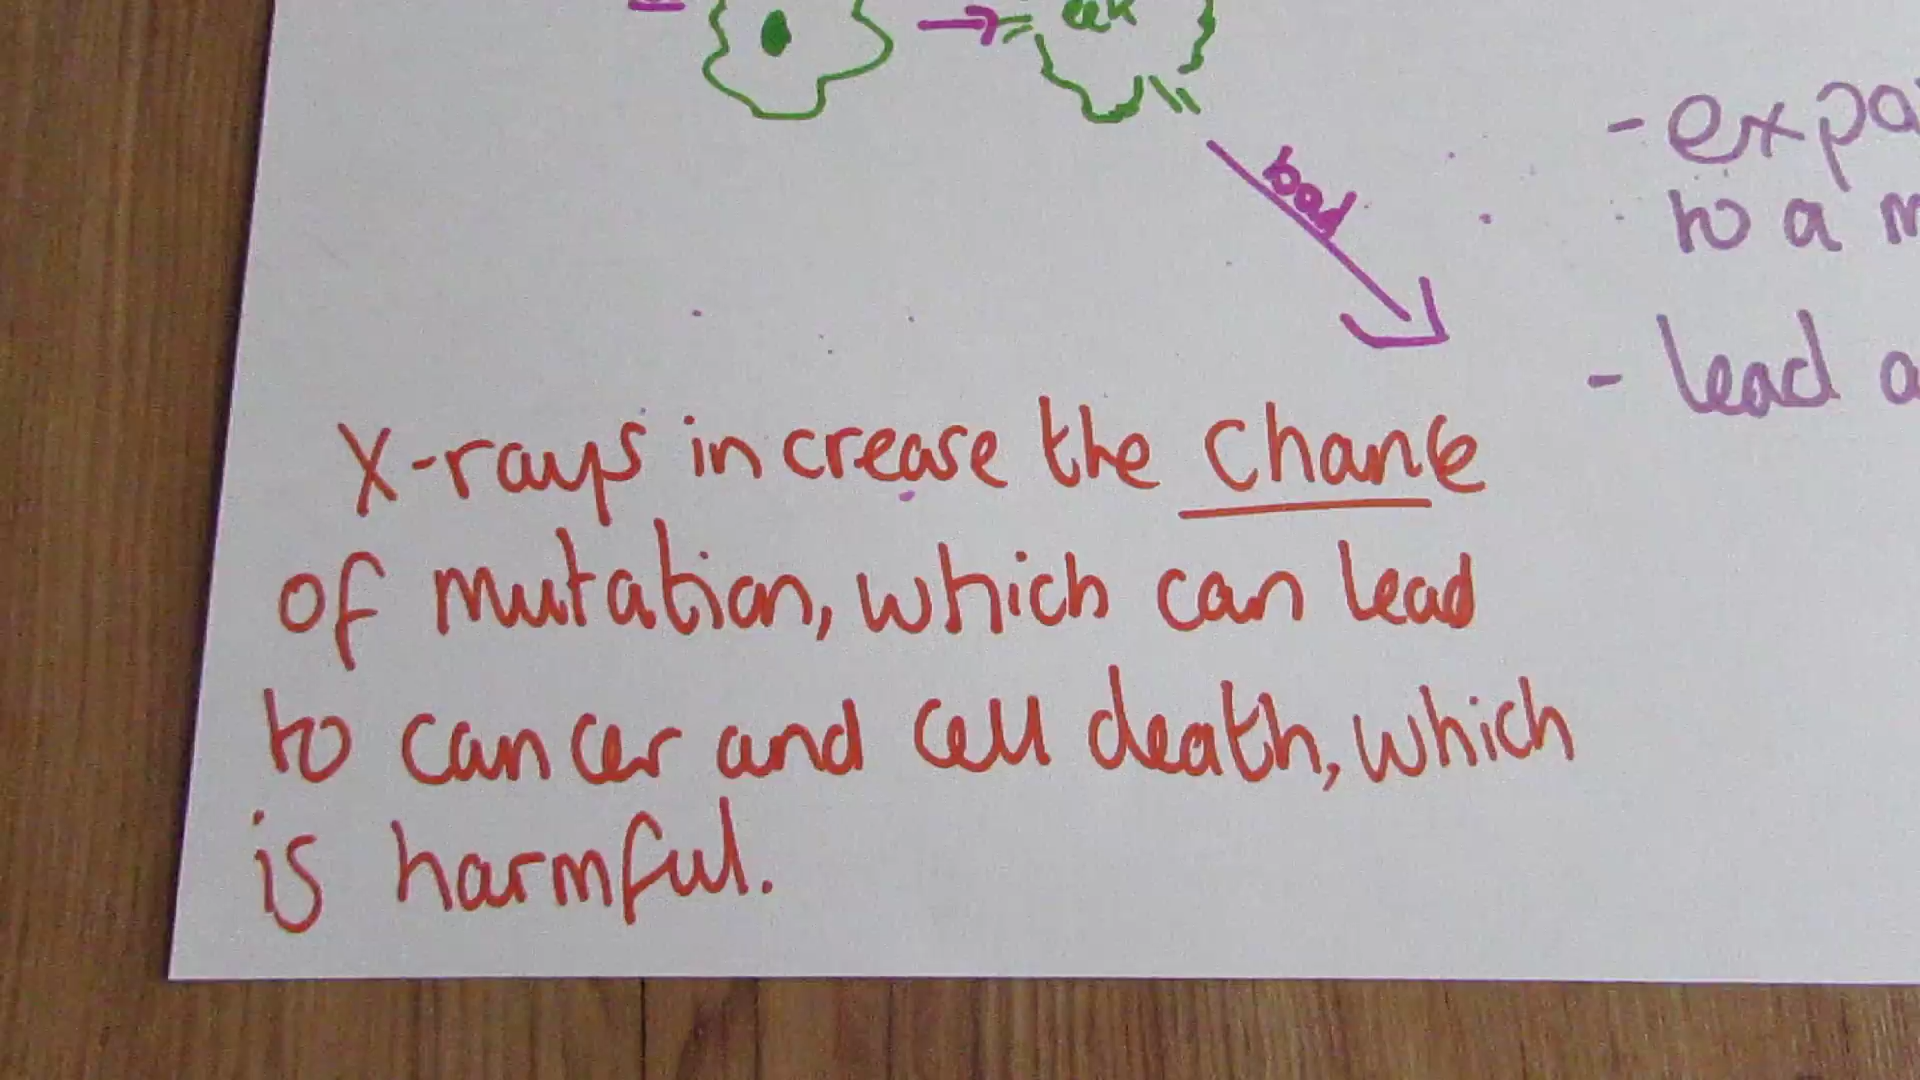 eek
bad
- expa
to a m
- lead a
X-rays increase the chance
of mutation, which can lead
to cancer and cell death, which
is harmful.